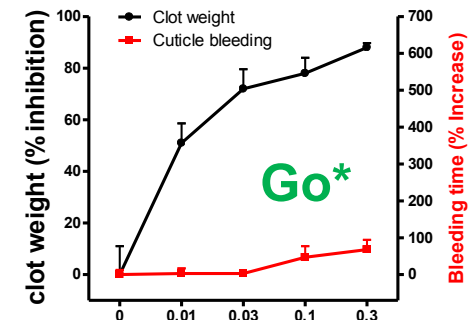 Clot weight
Cuticle bleeding
clot weight (% inhibition)
100
80
60
40
20
0
Go*
700
600
500
400
300
200
100
0
Bleeding time (% Increase)
0 0.01 0.03 0.1 0.3